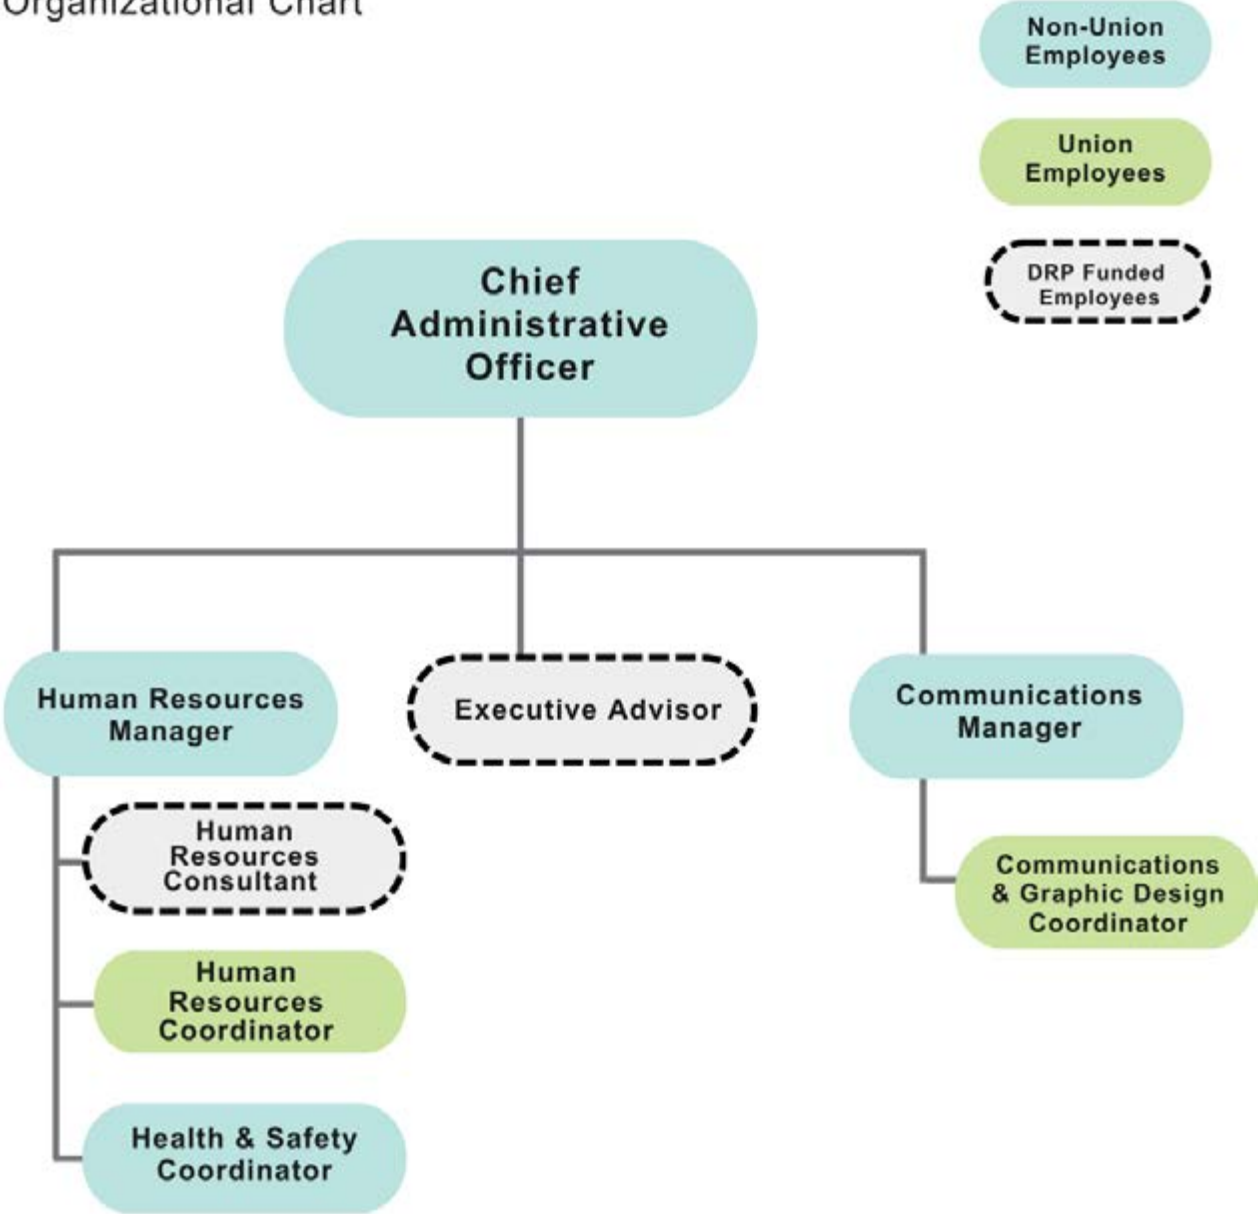 Organizational Chart
Non-Union
Employees
Union
Employees
DRP Funded
Employees
Chief
Administrative
Officer
Human Resources
Manager
Executive Advisor
Communications
Manager
Human
Resources
Consultant
Communications
& Graphic Design
Coordinator
Human
Resources
Coordinator
Health & Safety
Coordinator